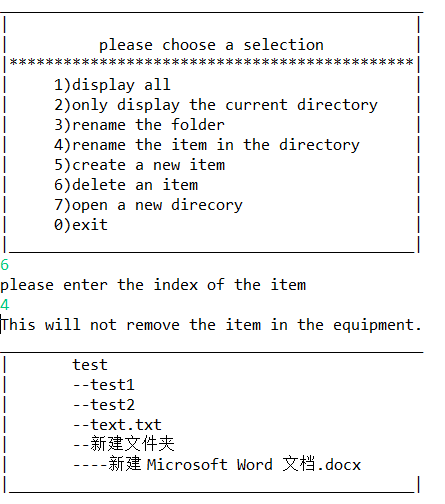 please choose a selection
|*********************************************|
1)display all
2)only display the current directory
3)rename the folder
4)rename the item in the directory
5)create a new item
6)delete an item
7)open a new direcory
0)exit
6
please enter the index of the item
4
This will not remove the item in the equipment.
test
--test1
--test2
--text.txt
--新建文件夹
----新建 Microsoft Word 文档.docx